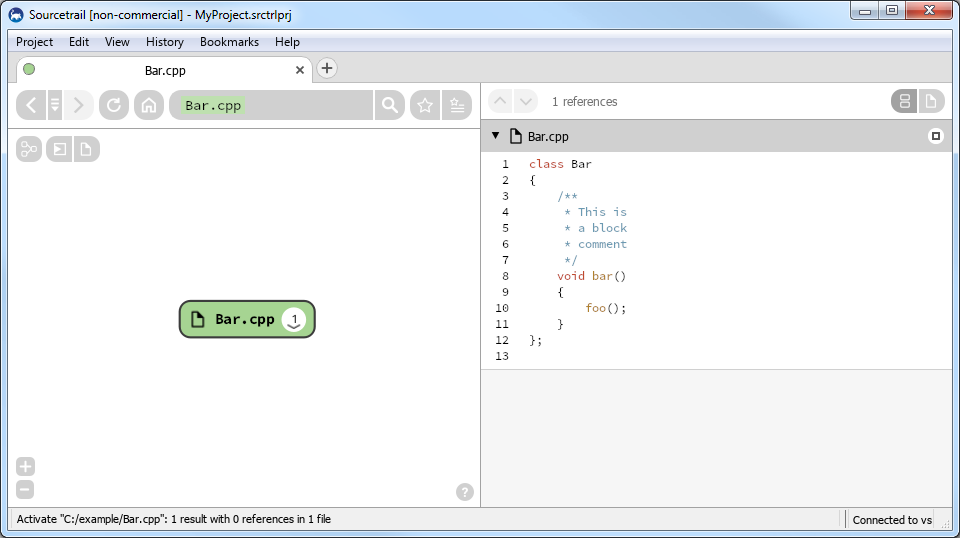 Sourcetrail [non-commercial] - MyProject.srctrlprj
Project Edit View History Bookmarks Help
Bar.cpp
Bar.cpp
1 references
Bar.cpp
1 class Bar
2 {
3 /**
4 * This is
5 * a block
6 * comment
7 */
8 void bar()
9 {
10 foo();
11 }
12 };
13
Bar.cpp 1
?
Activate "C:/example/Bar.cpp": 1 result with 0 references in 1 file
Connected to vs